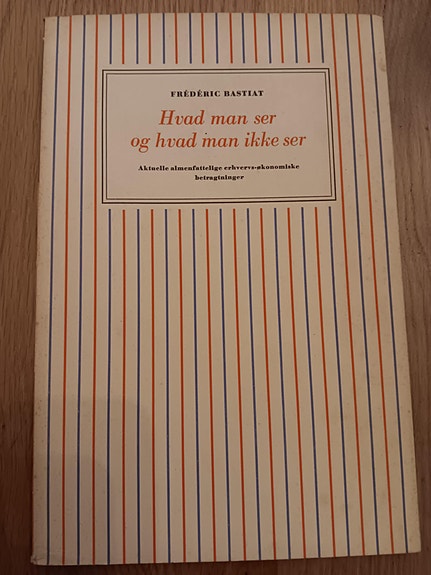 FRÉDÉRIC BASTIAT
Hvad man ser
og hvad man ikke ser
Aktuelle almenfattelige erhvervs-økonomiske
betragtninger